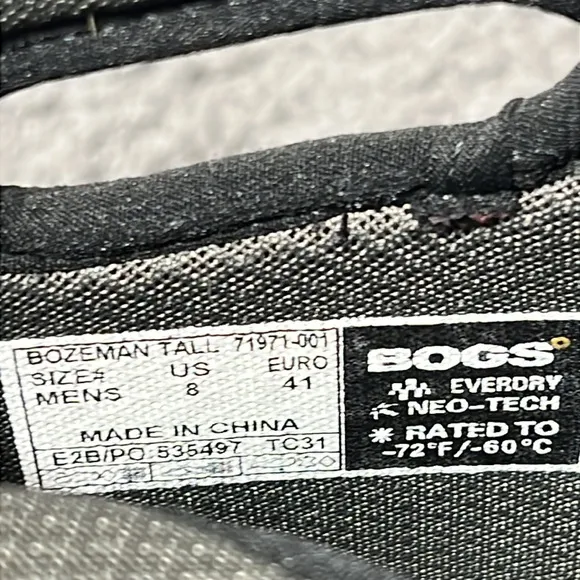 BOZEMAN TALL 71971-001
SIZE# US EURO
MENS 8 41
MADE IN CHINA
E2B/PO 535497 TC31
BOGS
EVERDRY
NEO-TECH
RATED TO
-72°F/-60°C